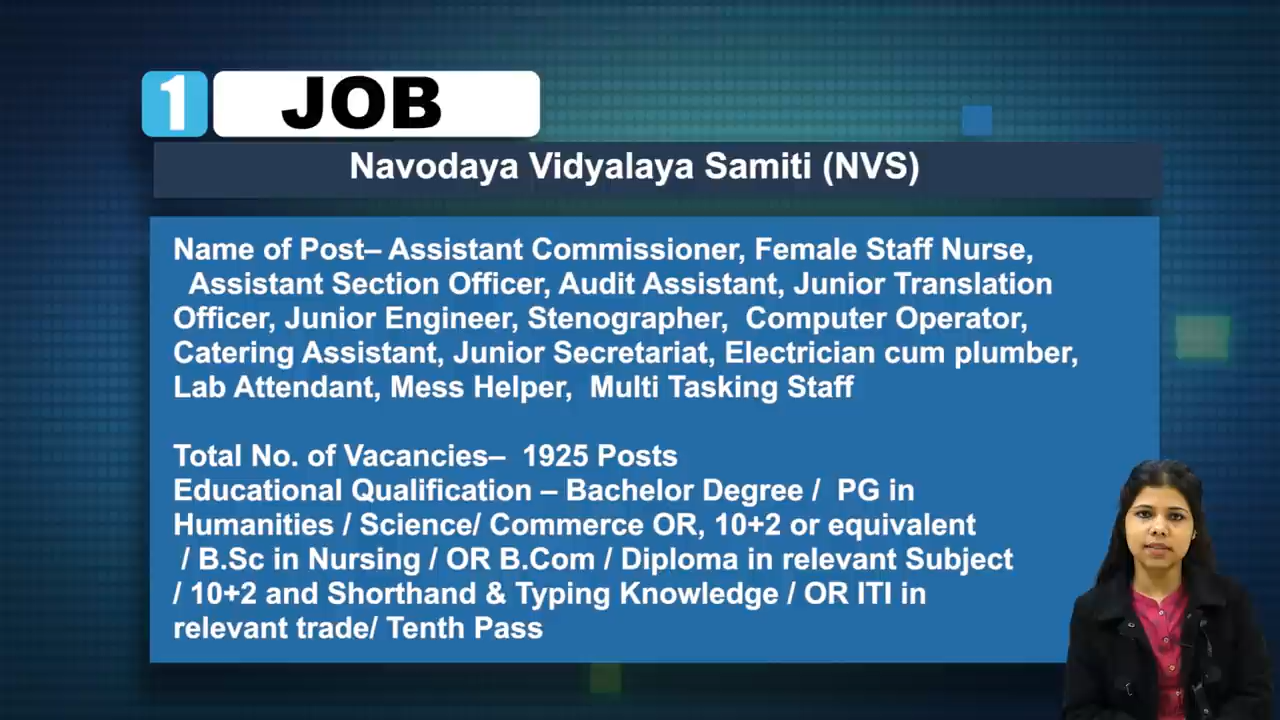 1 JOB
Navodaya Vidyalaya Samiti (NVS)
Name of Post– Assistant Commissioner, Female Staff Nurse,
Assistant Section Officer, Audit Assistant, Junior Translation
Officer, Junior Engineer, Stenographer, Computer Operator,
Catering Assistant, Junior Secretariat, Electrician cum plumber,
Lab Attendant, Mess Helper, Multi Tasking Staff
Total No. of Vacancies– 1925 Posts
Educational Qualification – Bachelor Degree / PG in
Humanities / Science/ Commerce OR, 10+2 or equivalent
/ B.Sc in Nursing / OR B.Com / Diploma in relevant Subject
/ 10+2 and Shorthand & Typing Knowledge / OR ITI in
relevant trade/ Tenth Pass